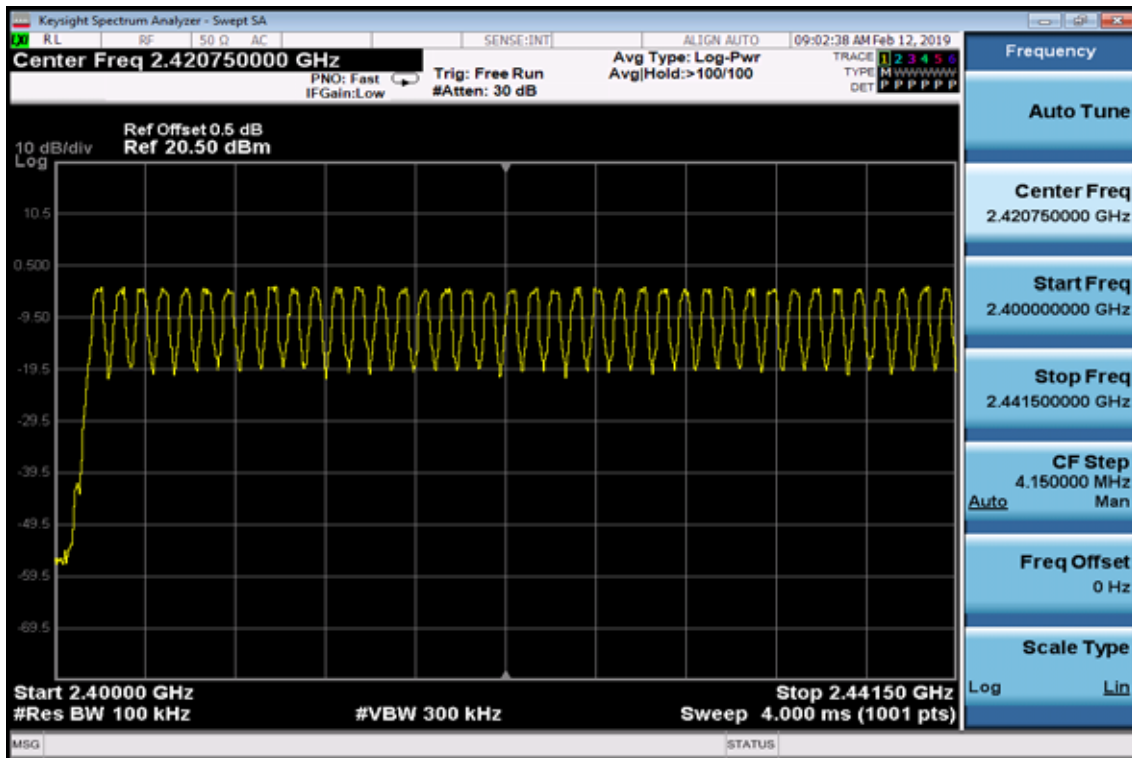 Keysight Spectrum Analyzer - Swept SA
LXI RL RF 50 Ω AC SENSE:INT ALIGN AUTO 09:02:38 AM Feb 12, 2019
Center Freq 2.420750000 GHz
PNO: Fast
IFGain:Low
Trig: Free Run
#Atten: 30 dB
Avg Type: Log-Pwr
Avg|Hold:>100/100
TRACE 1 2 3 4 5 6
TYPE M WWWWW
DET P P P P P P
Ref Offset 0.5 dB
10 dB/div Ref 20.50 dBm
Log
10.5
0.500
-9.50
-19.5
-29.5
-39.5
-49.5
-59.5
-69.5
Start 2.40000 GHz Stop 2.44150 GHz
#Res BW 100 kHz #VBW 300 kHz Sweep 4.000 ms (1001 pts)
MSG STATUS
Frequency
Auto Tune
Center Freq
2.420750000 GHz
Start Freq
2.400000000 GHz
Stop Freq
2.441500000 GHz
CF Step
4.150000 MHz
Auto Man
Freq Offset
0 Hz
Scale Type
Log Lin